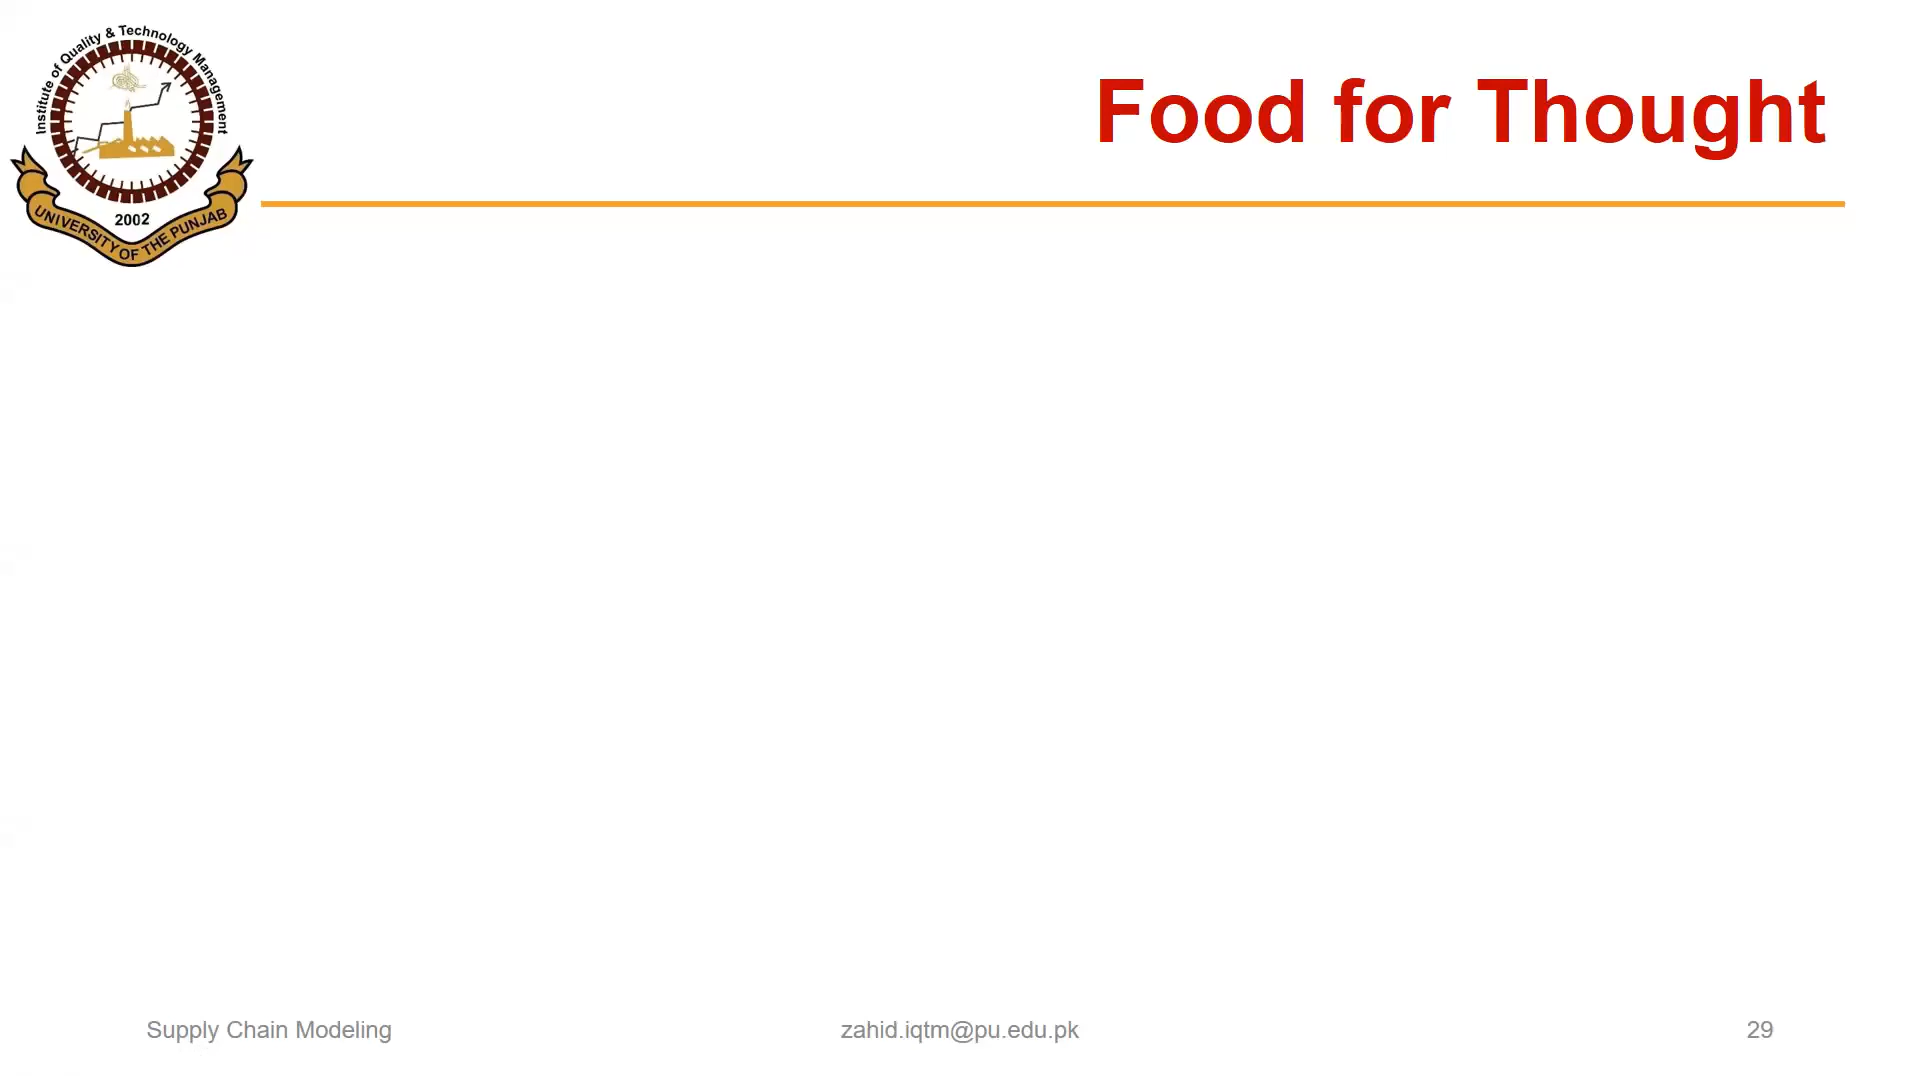 Institute of Quality & Technology Management
2002
UNIVERSITY OF THE PUNJAB
Food for Thought
Supply Chain Modeling
zahid.iqtm@pu.edu.pk
29